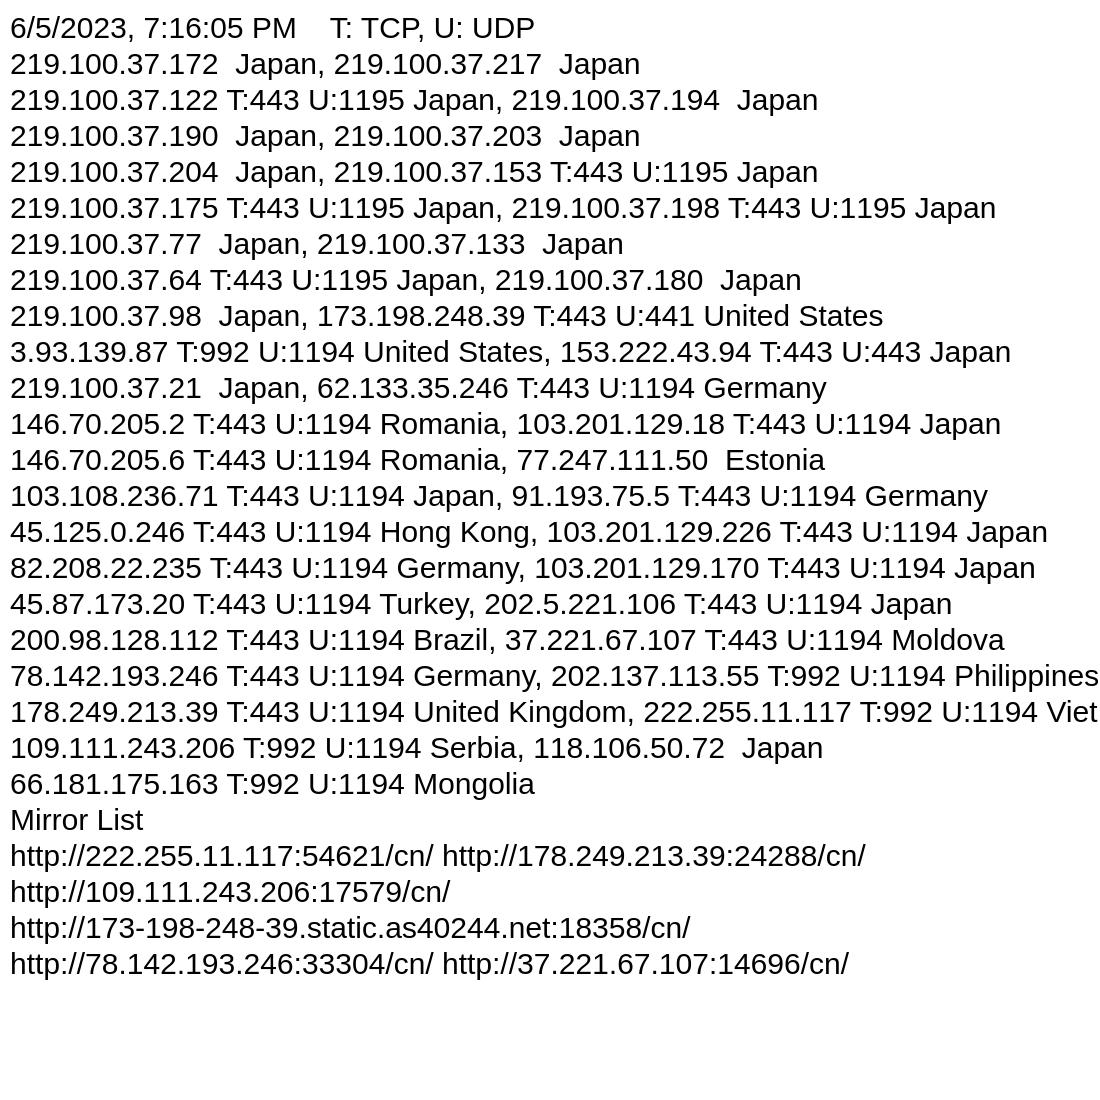 6/5/2023, 7:16:05 PM    T: TCP, U: UDP
219.100.37.172  Japan, 219.100.37.217  Japan
219.100.37.122 T:443 U:1195 Japan, 219.100.37.194  Japan
219.100.37.190  Japan, 219.100.37.203  Japan
219.100.37.204  Japan, 219.100.37.153 T:443 U:1195 Japan
219.100.37.175 T:443 U:1195 Japan, 219.100.37.198 T:443 U:1195 Japan
219.100.37.77  Japan, 219.100.37.133  Japan
219.100.37.64 T:443 U:1195 Japan, 219.100.37.180  Japan
219.100.37.98  Japan, 173.198.248.39 T:443 U:441 United States
3.93.139.87 T:992 U:1194 United States, 153.222.43.94 T:443 U:443 Japan
219.100.37.21  Japan, 62.133.35.246 T:443 U:1194 Germany
146.70.205.2 T:443 U:1194 Romania, 103.201.129.18 T:443 U:1194 Japan
146.70.205.6 T:443 U:1194 Romania, 77.247.111.50  Estonia
103.108.236.71 T:443 U:1194 Japan, 91.193.75.5 T:443 U:1194 Germany
45.125.0.246 T:443 U:1194 Hong Kong, 103.201.129.226 T:443 U:1194 Japan
82.208.22.235 T:443 U:1194 Germany, 103.201.129.170 T:443 U:1194 Japan
45.87.173.20 T:443 U:1194 Turkey, 202.5.221.106 T:443 U:1194 Japan
200.98.128.112 T:443 U:1194 Brazil, 37.221.67.107 T:443 U:1194 Moldova
78.142.193.246 T:443 U:1194 Germany, 202.137.113.55 T:992 U:1194 Philippines
178.249.213.39 T:443 U:1194 United Kingdom, 222.255.11.117 T:992 U:1194 Viet
109.111.243.206 T:992 U:1194 Serbia, 118.106.50.72  Japan
66.181.175.163 T:992 U:1194 Mongolia
Mirror List
http://222.255.11.117:54621/cn/ http://178.249.213.39:24288/cn/
http://109.111.243.206:17579/cn/
http://173-198-248-39.static.as40244.net:18358/cn/
http://78.142.193.246:33304/cn/ http://37.221.67.107:14696/cn/